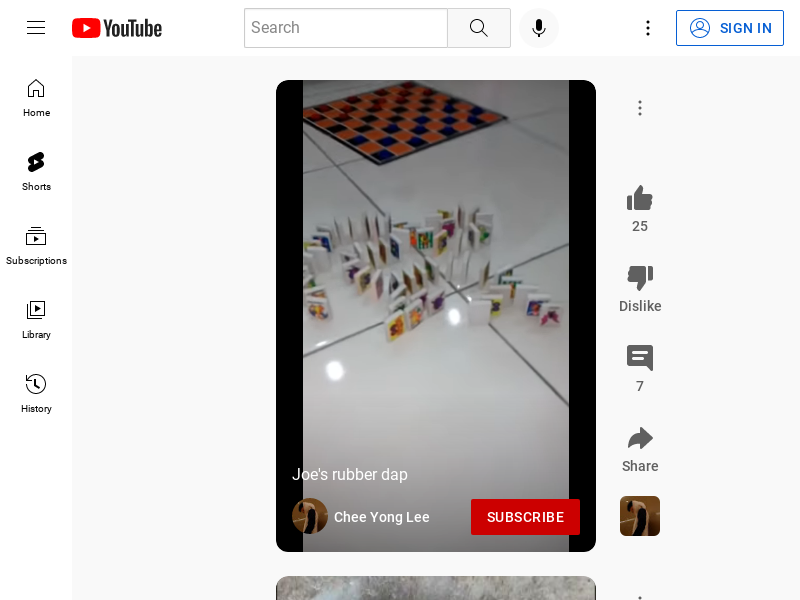 YouTube
Search
SIGN IN
Home
Shorts
Subscriptions
Library
History
Joe's rubber dap
Chee Yong Lee
SUBSCRIBE
25
Dislike
7
Share